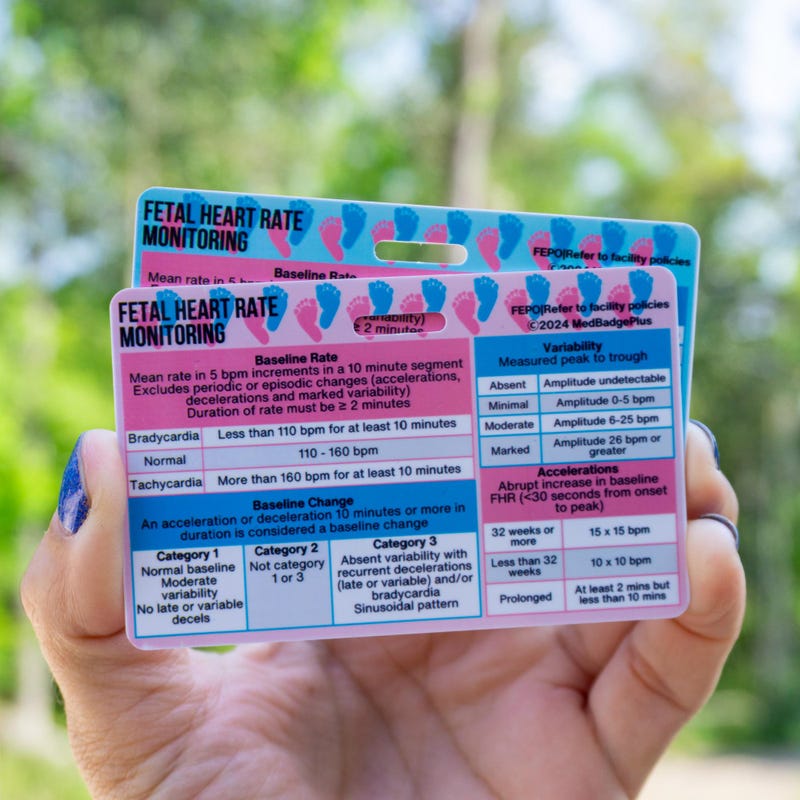 FETAL HEART RATE
MONITORING
FEPO|Refer to facility policies
Baseline Rate
FETAL HEART RATE
MONITORING
variability)
≥ 2 minutes
FEPO|Refer to facility policies
©2024 MedBadgePlus
Baseline Rate
Mean rate in 5 bpm increments in a 10 minute segment
Excludes periodic or episodic changes (accelerations,
decelerations and marked variability)
Duration of rate must be ≥ 2 minutes
Bradycardia Less than 110 bpm for at least 10 minutes
Normal 110 - 160 bpm
Tachycardia More than 160 bpm for at least 10 minutes
Baseline Change
An acceleration or deceleration 10 minutes or more in
duration is considered a baseline change
Category 1
Normal baseline
Moderate
variability
No late or variable
decels
Category 2
Not category
1 or 3
Category 3
Absent variability with
recurrent decelerations
(late or variable) and/or
bradycardia
Sinusoidal pattern
Variability
Measured peak to trough
Absent Amplitude undetectable
Minimal Amplitude 0-5 bpm
Moderate Amplitude 6-25 bpm
Marked Amplitude 26 bpm or
greater
Accelerations
Abrupt increase in baseline
FHR (<30 seconds from onset
to peak)
32 weeks or
more
15 x 15 bpm
Less than 32
weeks
10 x 10 bpm
Prolonged
At least 2 mins but
less than 10 mins